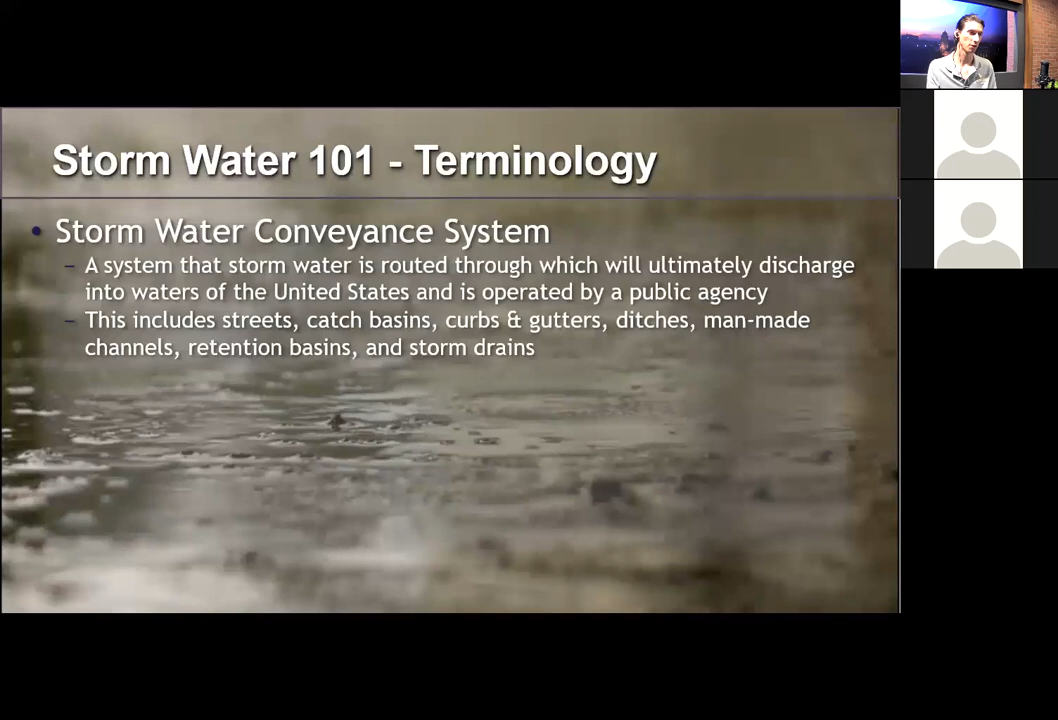 Storm Water 101 - Terminology
• Storm Water Conveyance System
– A system that storm water is routed through which will ultimately discharge
into waters of the United States and is operated by a public agency
– This includes streets, catch basins, curbs & gutters, ditches, man-made
channels, retention basins, and storm drains